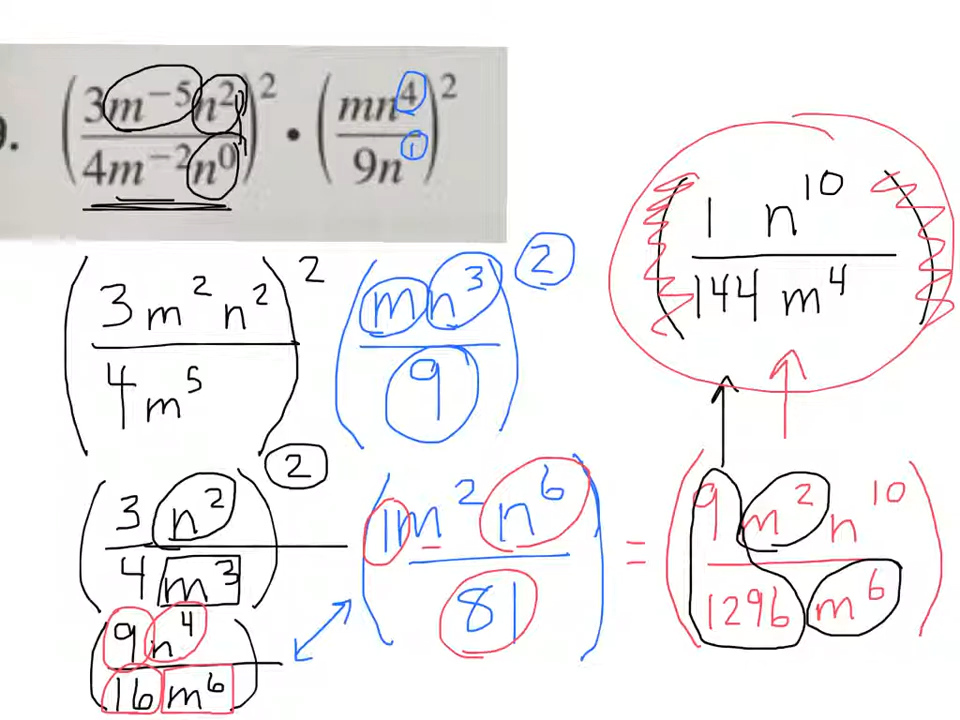 9. (3m⁻⁵n²/4m⁻²n⁰)² • (mn⁴/9n¹)²
(3m²n²/4m⁵)² (mn³/9)²
(3n²/4m³)² (1m²n⁶/81) = (9m²n¹⁰/1296m⁶)
(9n⁴/16m⁶)
(1n¹⁰/144m⁴)